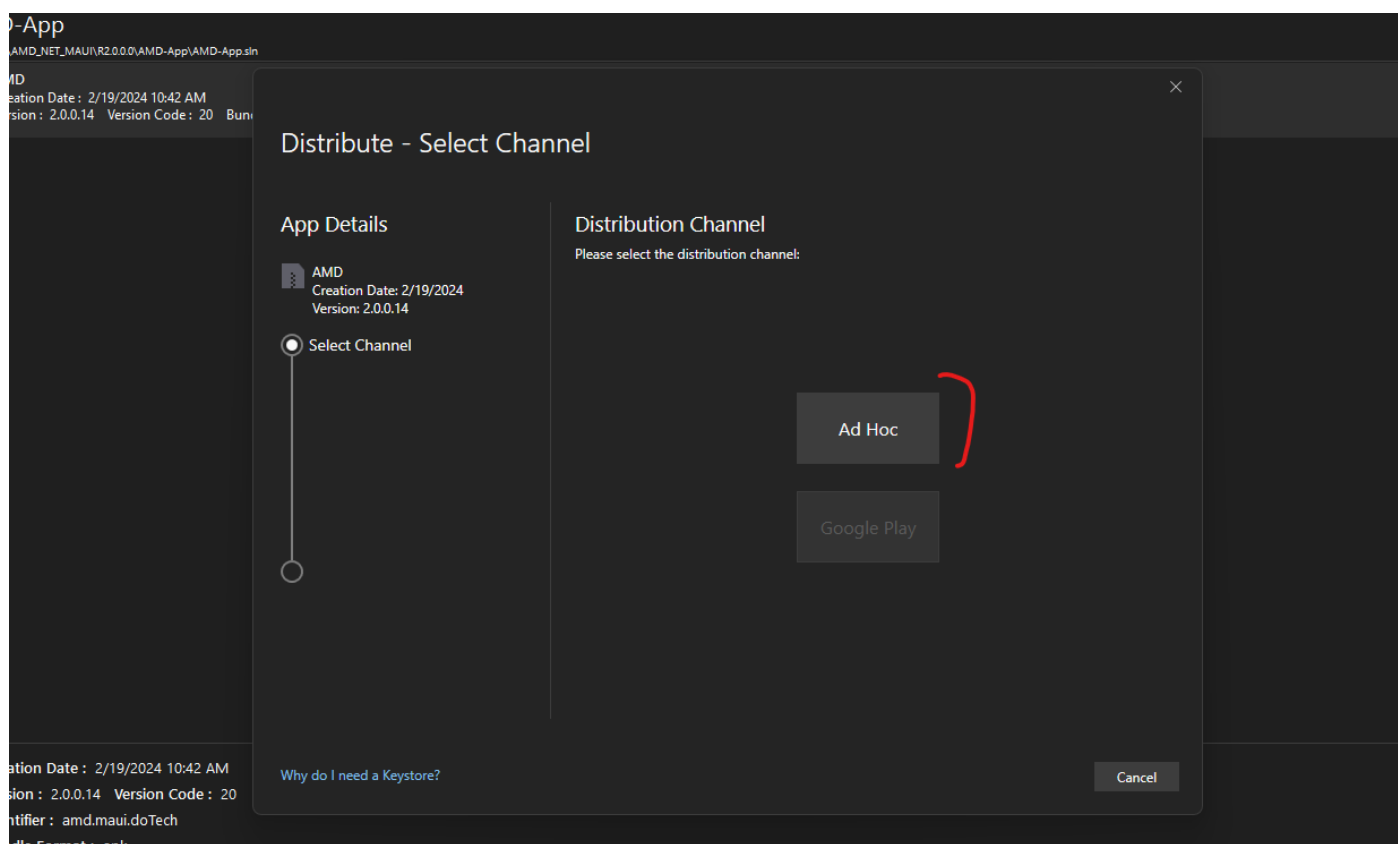 -App
\AMD_NET_MAUI\R2.0.0.0\AMD-App\AMD-App.sln
Creation Date : 2/19/2024 10:42 AM
Version : 2.0.0.14 Version Code : 20
Distribute - Select Channel
App Details
AMD
Creation Date: 2/19/2024
Version: 2.0.0.14
Select Channel
Distribution Channel
Please select the distribution channel:
Ad Hoc
Google Play
Why do I need a Keystore?
Cancel
ation Date : 2/19/2024 10:42 AM
sion : 2.0.0.14 Version Code : 20
ntifier : amd.maui.doTech